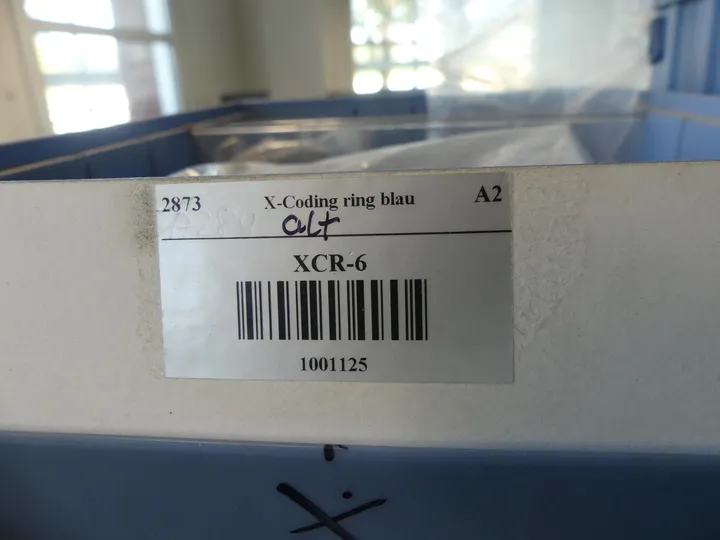 2873 X-Coding ring blau A2
alt
XCR-6
1001125
X